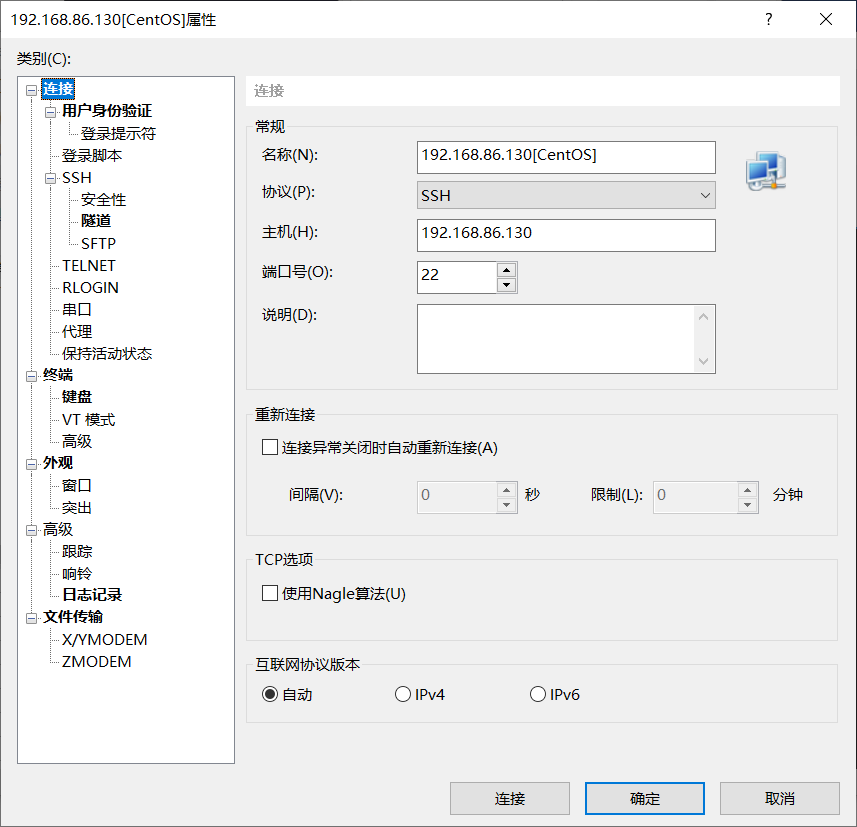 192.168.86.130[CentOS]属性
类别(C):
连接
用户身份验证
登录提示符
登录脚本
SSH
安全性
隧道
SFTP
TELNET
RLOGIN
串口
代理
保持活动状态
终端
键盘
VT 模式
高级
外观
窗口
突出
高级
跟踪
响铃
日志记录
文件传输
X/YMODEM
ZMODEM
连接
常规
名称(N): 192.168.86.130[CentOS]
协议(P): SSH
主机(H): 192.168.86.130
端口号(O): 22
说明(D):
重新连接
连接异常关闭时自动重新连接(A)
间隔(V): 0 秒 限制(L): 0 分钟
TCP选项
使用Nagle算法(U)
互联网协议版本
自动 IPv4 IPv6
连接 确定 取消